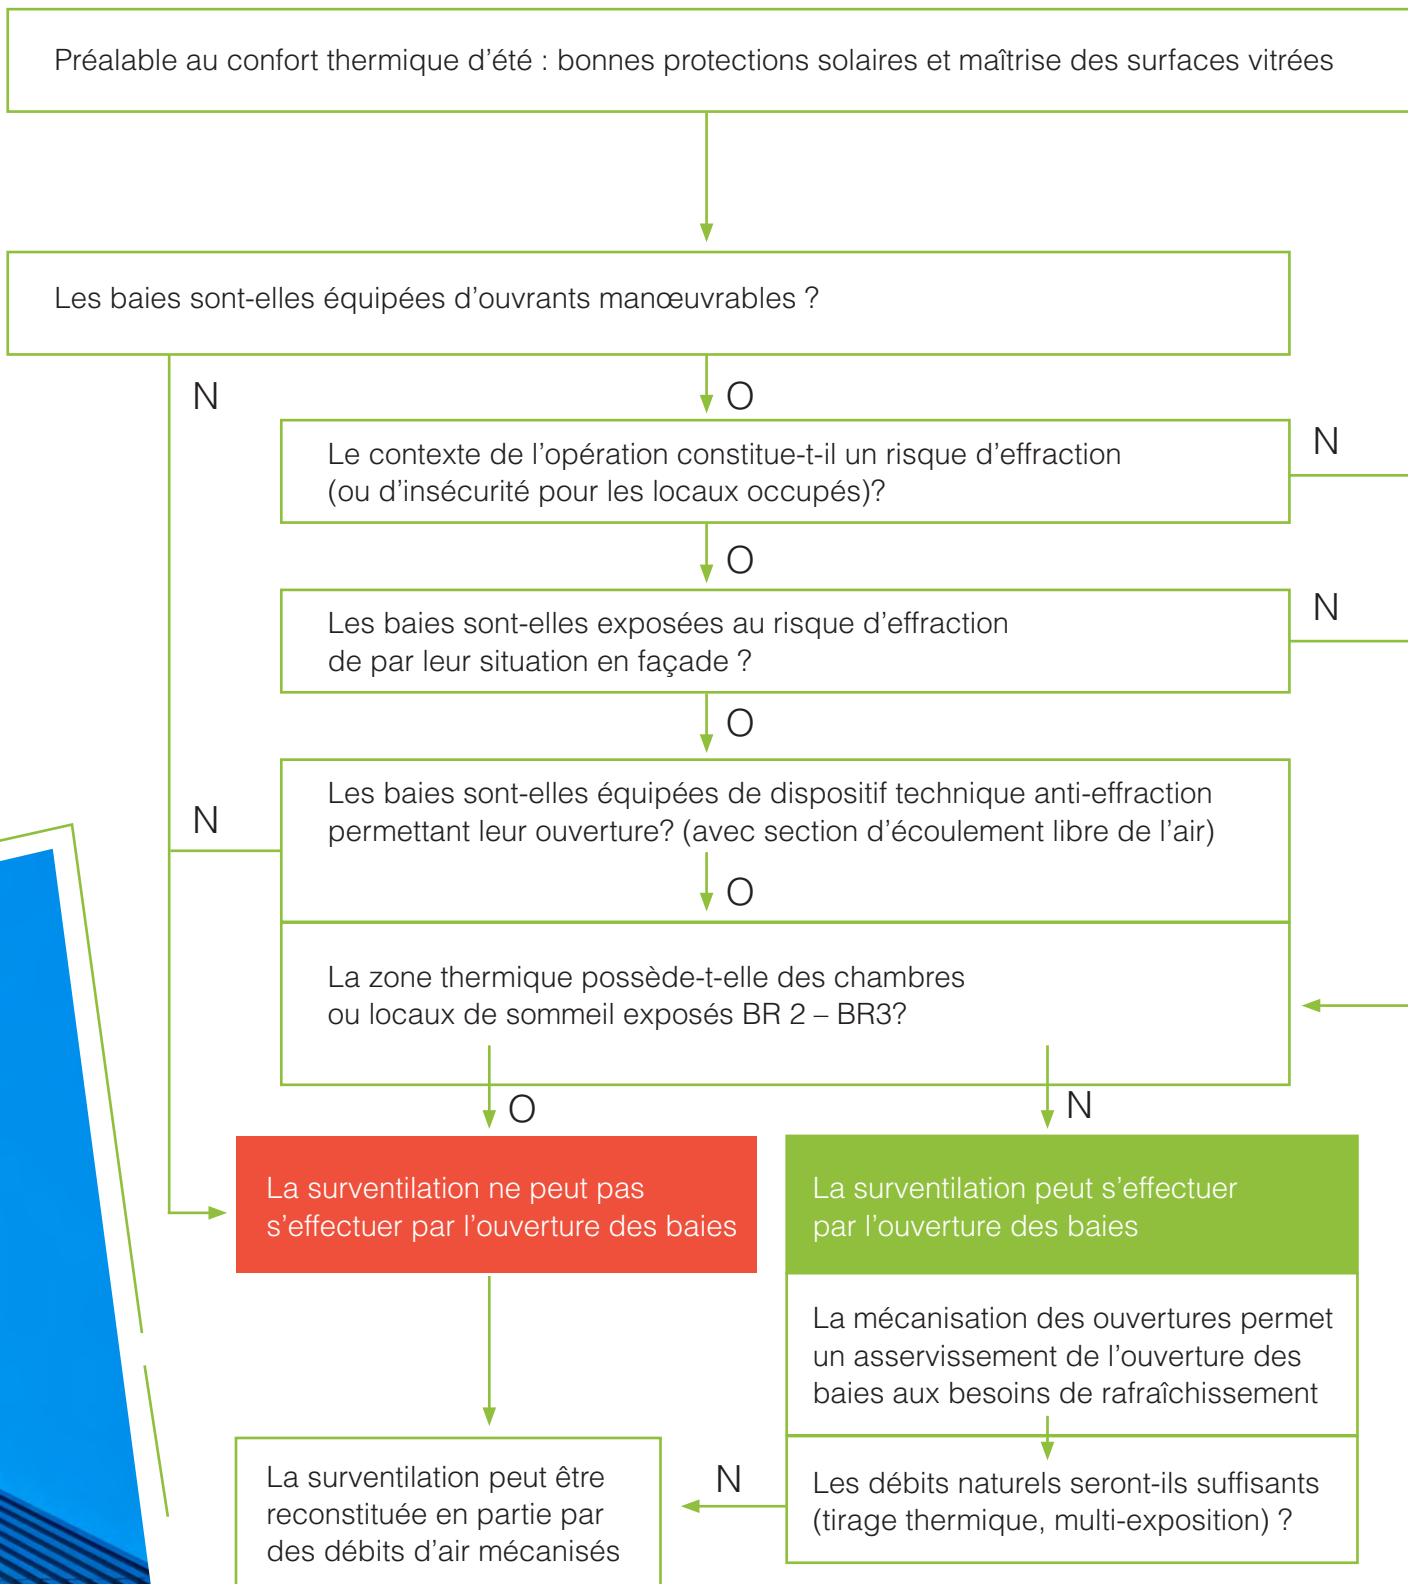 Préalable au confort thermique d'été : bonnes protections solaires et maîtrise des surfaces vitrées
Les baies sont-elles équipées d'ouvrants manœuvrables ?
N
O
Le contexte de l'opération constitue-t-il un risque d'effraction
(ou d'insécurité pour les locaux occupés)?
N
O
Les baies sont-elles exposées au risque d'effraction
de par leur situation en façade ?
N
O
Les baies sont-elles équipées de dispositif technique anti-effraction
permettant leur ouverture? (avec section d'écoulement libre de l'air)
N
O
La zone thermique possède-t-elle des chambres
ou locaux de sommeil exposés BR 2 – BR3?
O
N
La surventilation ne peut pas
s'effectuer par l'ouverture des baies
La surventilation peut s'effectuer
par l'ouverture des baies
La mécanisation des ouvertures permet
un asservissement de l'ouverture des
baies aux besoins de rafraîchissement
La surventilation peut être
reconstituée en partie par
des débits d'air mécanisés
N
Les débits naturels seront-ils suffisants
(tirage thermique, multi-exposition) ?